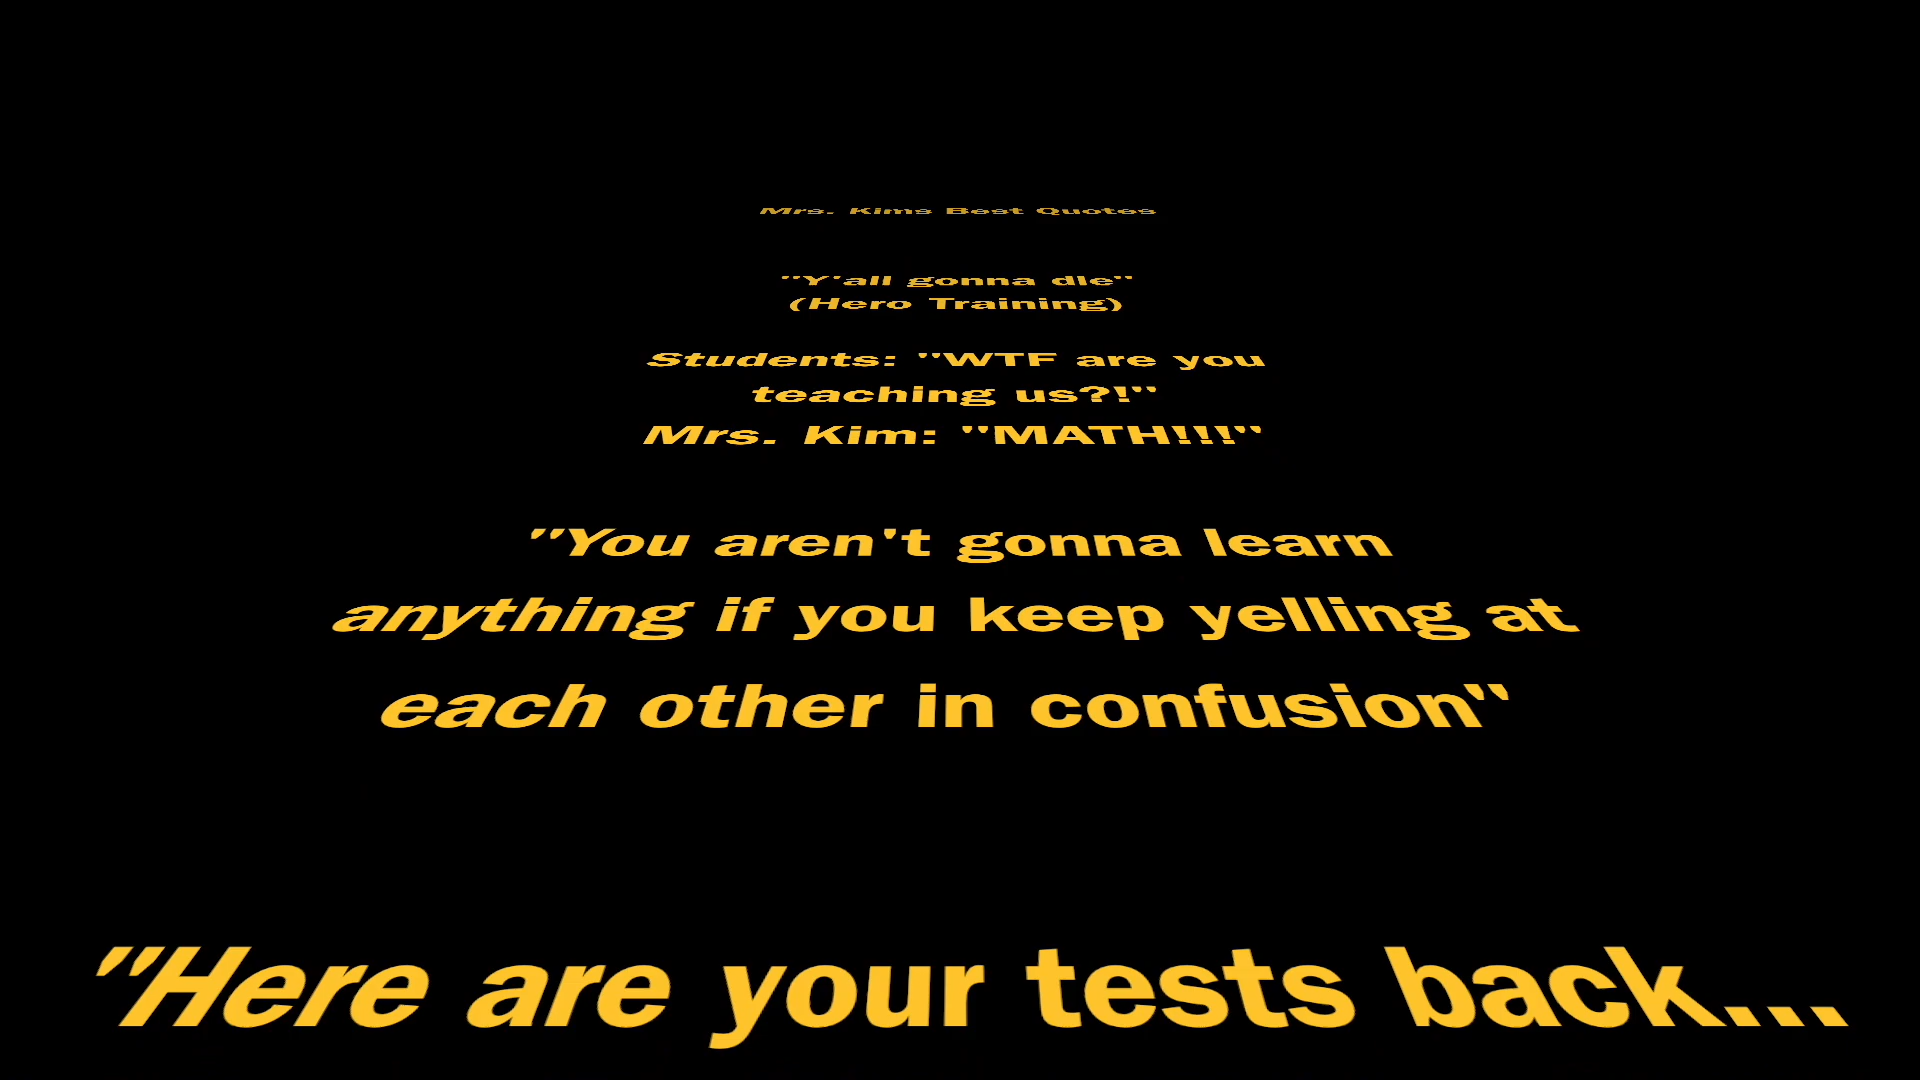 Mrs. Kims Best Quotes
"Y'all gonna die"
(Hero Training)
Students: "WTF are you
teaching us?!"
Mrs. Kim: "MATH!!!"
"You aren't gonna learn
anything if you keep yelling at
each other in confusion"
"Here are your tests back...